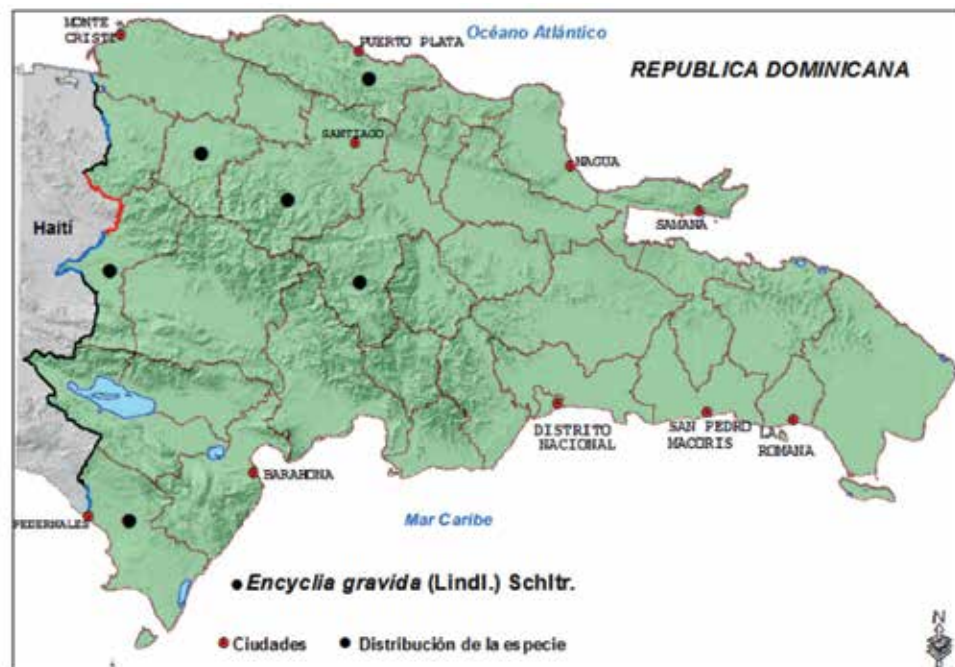 MONTE
CRISTI
PUERTO PLATA
Océano Atlántico
REPUBLICA DOMINICANA
SANTIAGO
NAGUA
SAMANA
Haití
DISTRITO
NACIONAL
SAN PEDRO
MACORIS
LA
ROMANA
BARAHONA
PEDERNALES
Mar Caribe
Encyclia gravida (Lindl.) Schltr.
Ciudades
Distribución de la especie
N